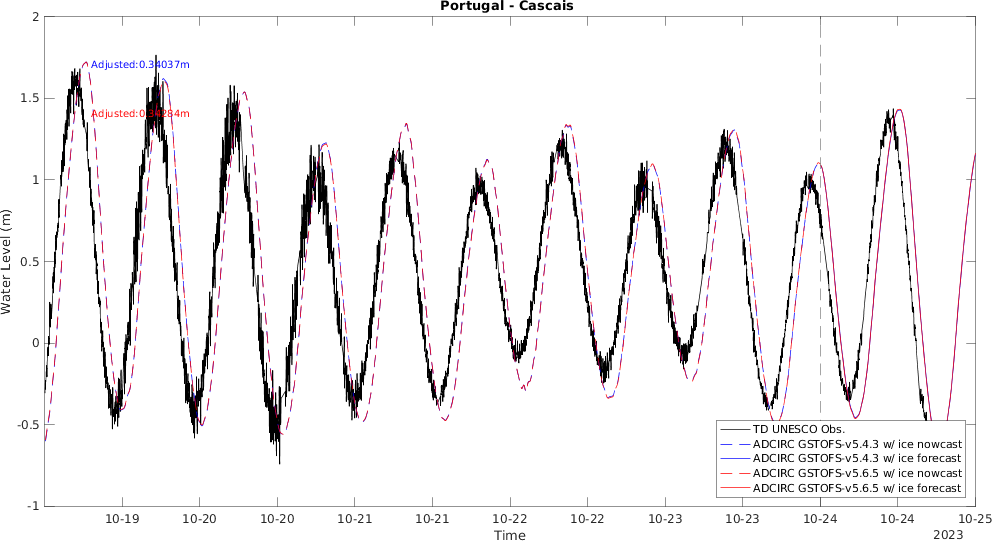 Portugal - Cascais
2
1.5
1
0.5
0
-0.5
-1
Water Level (m)
Adjusted:0.34037m
Adjusted:0.34284m
10-19
10-20
10-20
10-21
10-21
10-22
10-22
10-23
10-23
10-24
10-24
10-25
Time
2023
TD UNESCO Obs.
ADCIRC GSTOFS-v5.4.3 w/ ice nowcast
ADCIRC GSTOFS-v5.4.3 w/ ice forecast
ADCIRC GSTOFS-v5.6.5 w/ ice nowcast
ADCIRC GSTOFS-v5.6.5 w/ ice forecast